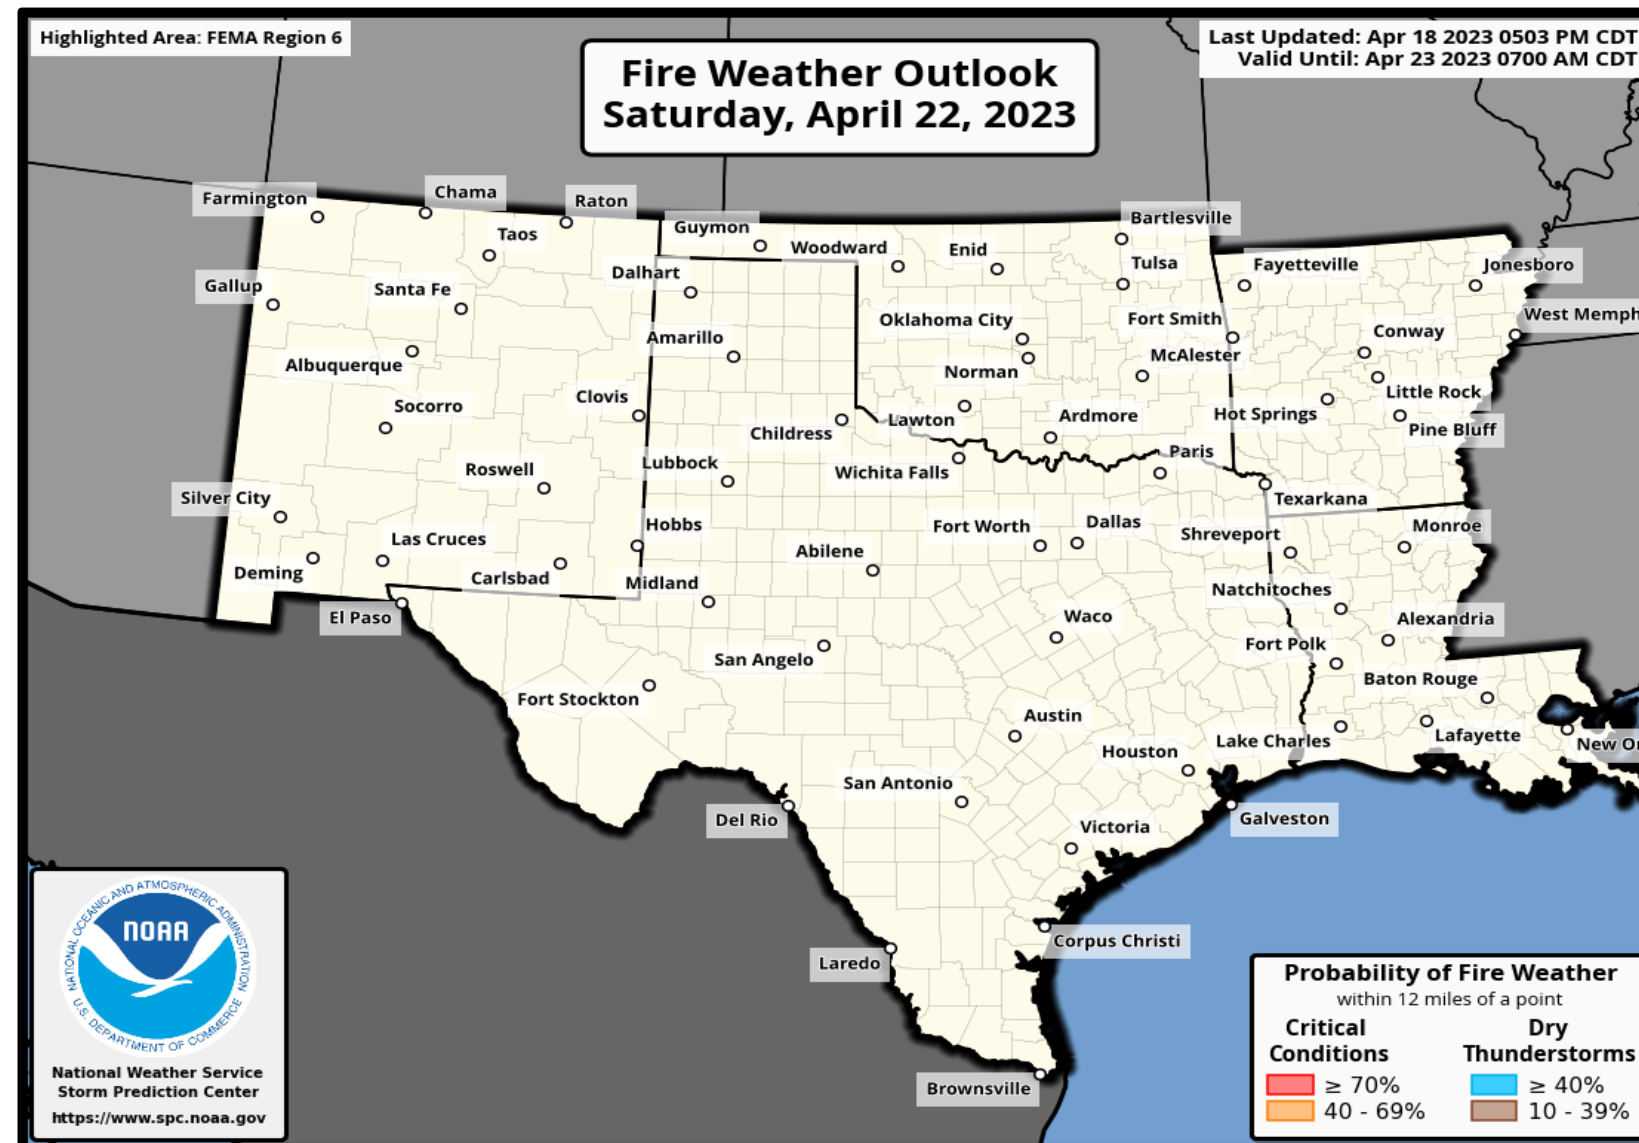 Highlighted Area: FEMA Region 6
Last Updated: Apr 18 2023 0503 PM CDT
Valid Until: Apr 23 2023 0700 AM CDT
Fire Weather Outlook
Saturday, April 22, 2023
Farmington
Chama
Raton
Taos
Guymon
Woodward
Enid
Bartlesville
Tulsa
Fayetteville
Jonesboro
Gallup
Santa Fe
Dalhart
Oklahoma City
Fort Smith
West Memph
Amarillo
Conway
Albuquerque
Norman
McAlester
Little Rock
Socorro
Clovis
Childress
Lawton
Ardmore
Hot Springs
Pine Bluff
Roswell
Lubbock
Wichita Falls
Paris
Silver City
Texarkana
Las Cruces
Hobbs
Fort Worth
Dallas
Shreveport
Monroe
Deming
Carlsbad
Midland
Abilene
Natchitoches
El Paso
Waco
Alexandria
San Angelo
Fort Polk
Fort Stockton
Baton Rouge
Austin
Houston
Lake Charles
Lafayette
New Or
San Antonio
Del Rio
Victoria
Galveston
Corpus Christi
Laredo
Brownsville
NATIONAL OCEANIC AND ATMOSPHERIC ADMINISTRATION
NOAA
U.S. DEPARTMENT OF COMMERCE
National Weather Service
Storm Prediction Center
https://www.spc.noaa.gov
Probability of Fire Weather
within 12 miles of a point
Critical Conditions
≥ 70%
40 - 69%
Dry Thunderstorms
≥ 40%
10 - 39%